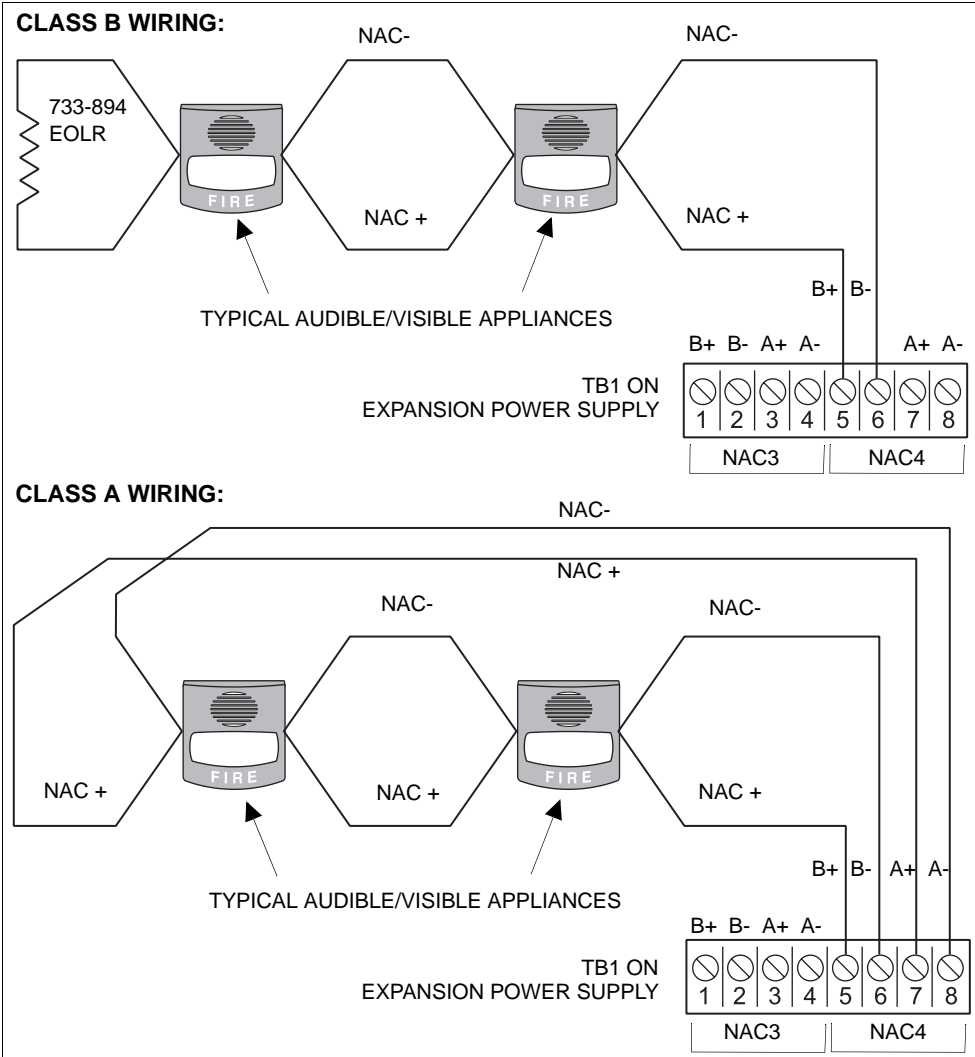 CLASS B WIRING:
NAC-
NAC-
733-894
EOLR
FIRE
FIRE
NAC +
NAC +
B+ B-
TYPICAL AUDIBLE/VISIBLE APPLIANCES
B+ B- A+ A- A+ A-
TB1 ON
EXPANSION POWER SUPPLY
1 2 3 4 5 6 7 8
NAC3 NAC4
CLASS A WIRING:
NAC-
NAC +
NAC-
NAC-
FIRE
FIRE
NAC +
NAC +
NAC +
B+ B- A+ A-
TYPICAL AUDIBLE/VISIBLE APPLIANCES
B+ B- A+ A-
TB1 ON
EXPANSION POWER SUPPLY
1 2 3 4 5 6 7 8
NAC3 NAC4